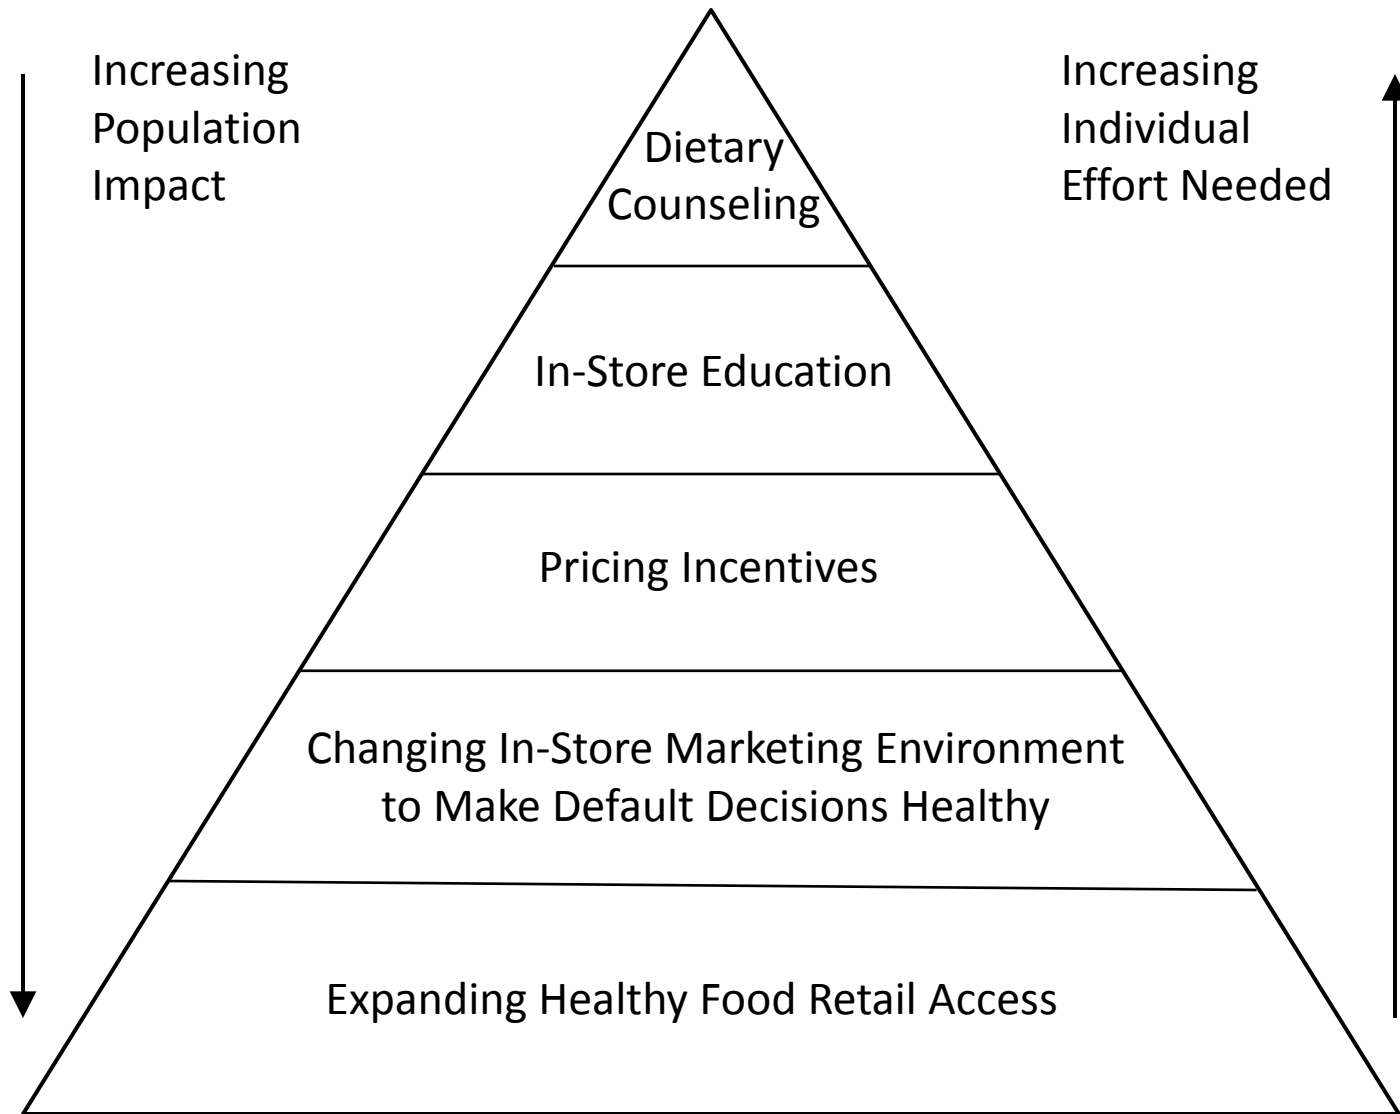 Increasing
Population
Impact
Increasing
Individual
Effort Needed
Dietary
Counseling
In-Store Education
Pricing Incentives
Changing In-Store Marketing Environment
to Make Default Decisions Healthy
Expanding Healthy Food Retail Access